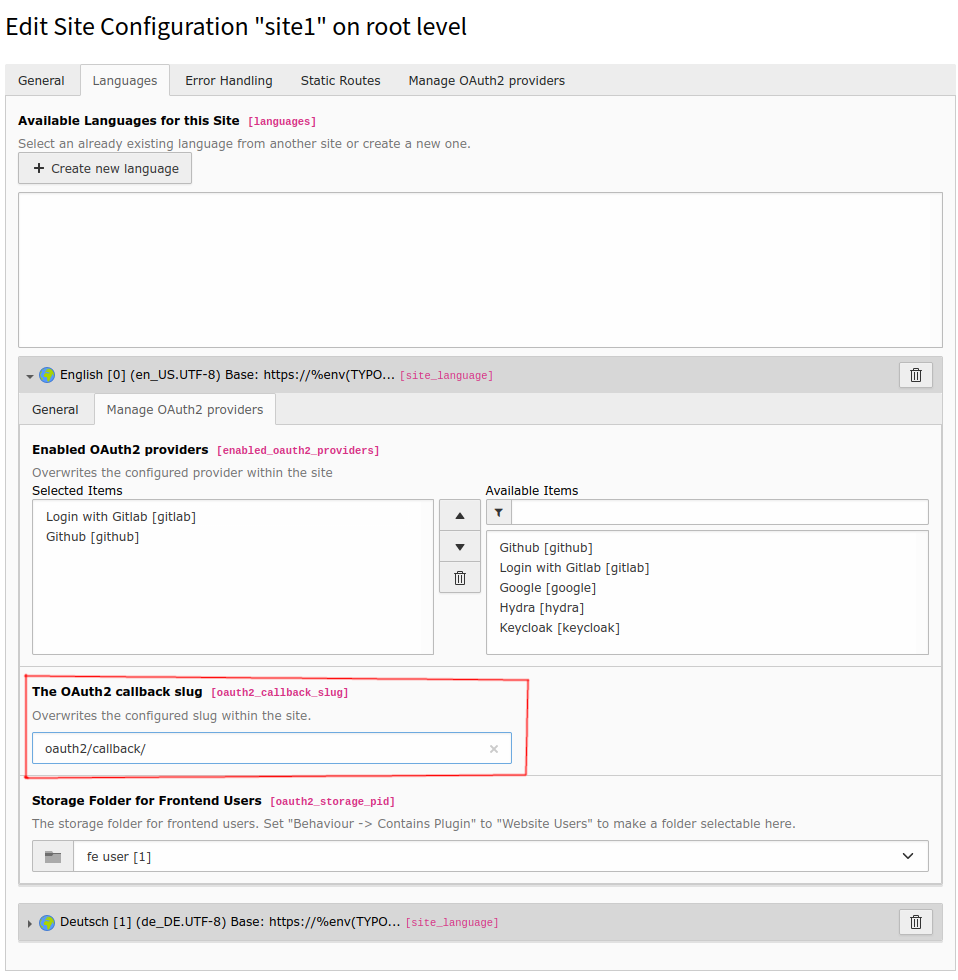 Edit Site Configuration "site1" on root level
General Languages Error Handling Static Routes Manage OAuth2 providers
Available Languages for this Site [languages]
Select an already existing language from another site or create a new one.
+ Create new language
English [0] (en_US.UTF-8) Base: https://%env(TYPO... [site_language]
General Manage OAuth2 providers
Enabled OAuth2 providers [enabled_oauth2_providers]
Overwrites the configured provider within the site
Selected Items Available Items
Login with Gitlab [gitlab]
Github [github]
Github [github]
Login with Gitlab [gitlab]
Google [google]
Hydra [hydra]
Keycloak [keycloak]
The OAuth2 callback slug [oauth2_callback_slug]
Overwrites the configured slug within the site.
oauth2/callback/
Storage Folder for Frontend Users [oauth2_storage_pid]
The storage folder for frontend users. Set "Behaviour -> Contains Plugin" to "Website Users" to make a folder selectable here.
fe user [1]
Deutsch [1] (de_DE.UTF-8) Base: https://%env(TYPO... [site_language]